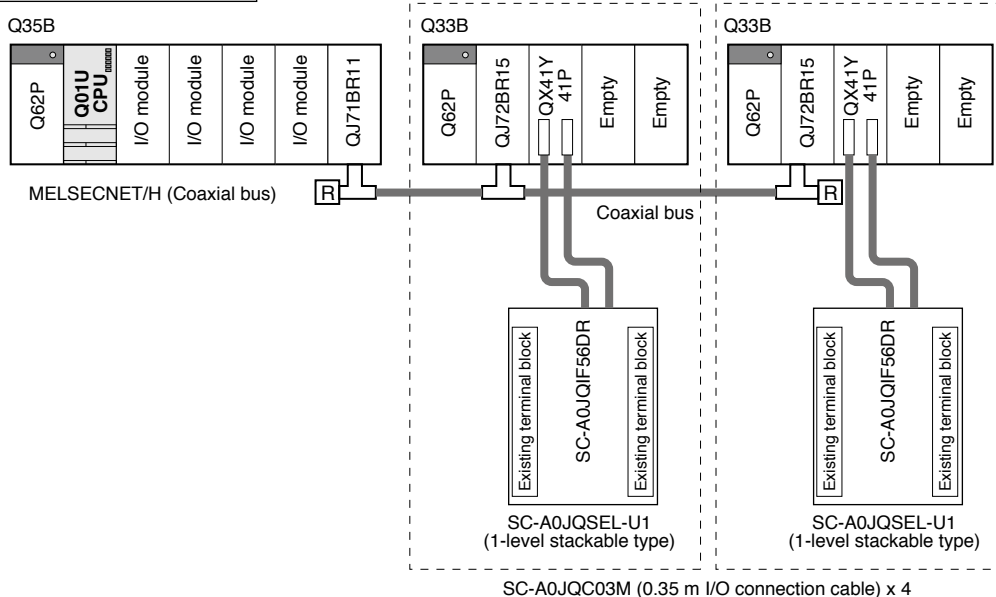 Q35B
Q62P
Q01U
CPU
I/O module
I/O module
I/O module
I/O module
QJ71BR11
MELSECNET/H (Coaxial bus)
R
Q33B
Q62P
QJ72BR15
QX41Y
41P
Empty
Empty
Q33B
Q62P
QJ72BR15
QX41Y
41P
Empty
Empty
R
Coaxial bus
Existing terminal block
SC-A0JQIF56DR
Existing terminal block
SC-A0JQSEL-U1
(1-level stackable type)
Existing terminal block
SC-A0JQIF56DR
Existing terminal block
SC-A0JQSEL-U1
(1-level stackable type)
SC-A0JQC03M (0.35 m I/O connection cable) x 4